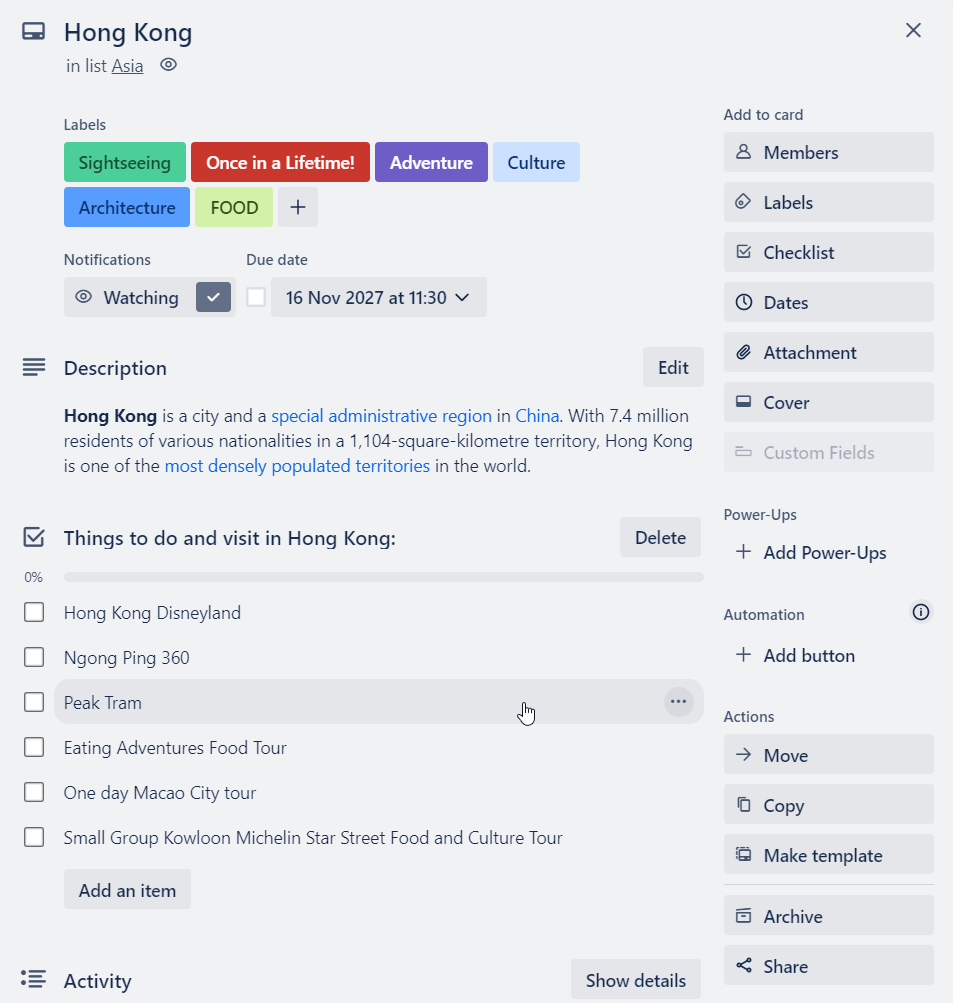 Hong Kong
in list Asia
Labels
Sightseeing
Once in a Lifetime!
Adventure
Culture
Architecture
FOOD
Notifications
Due date
Watching
16 Nov 2027 at 11:30
Description
Edit
Hong Kong is a city and a special administrative region in China. With 7.4 million
residents of various nationalities in a 1,104-square-kilometre territory, Hong Kong
is one of the most densely populated territories in the world.
Things to do and visit in Hong Kong:
Delete
0%
Hong Kong Disneyland
Ngong Ping 360
Peak Tram
Eating Adventures Food Tour
One day Macao City tour
Small Group Kowloon Michelin Star Street Food and Culture Tour
Add an item
Activity
Show details
Add to card
Members
Labels
Checklist
Dates
Attachment
Cover
Custom Fields
Power-Ups
Add Power-Ups
Automation
Add button
Actions
Move
Copy
Make template
Archive
Share